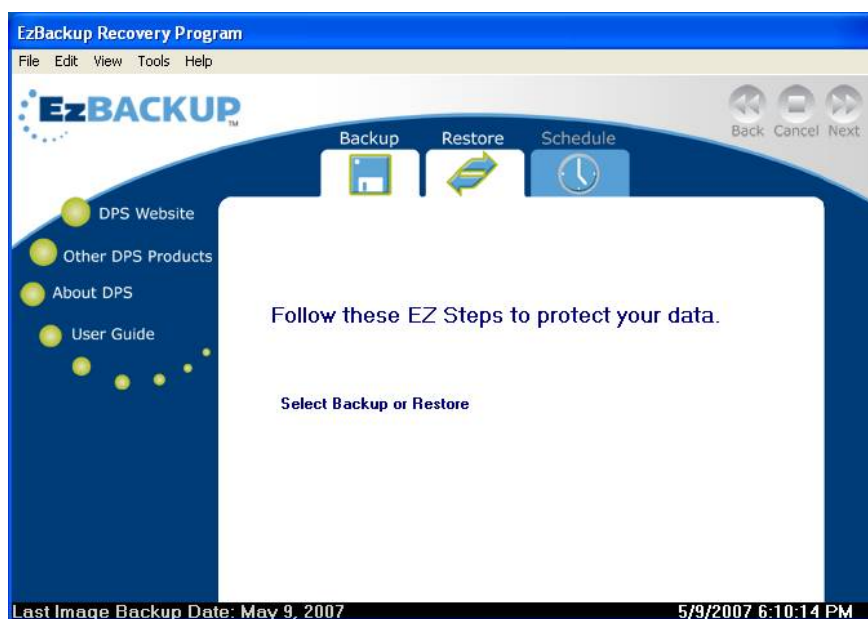 EzBackup Recovery Program
File Edit View Tools Help
EzBACKUP™
Back Cancel Next
Backup Restore Schedule
DPS Website
Other DPS Products
About DPS
User Guide
Follow these EZ Steps to protect your data.
Select Backup or Restore
Last Image Backup Date: May 9, 2007 5/9/2007 6:10:14 PM